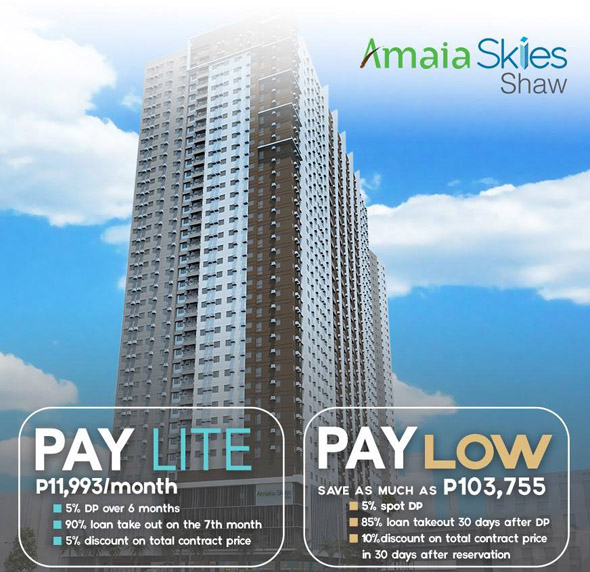 Amaia Skies
Shaw
PAY LITE
P11,993/month
5% DP over 6 months
90% loan take out on the 7th month
5% discount on total contract price
PAY LOW
SAVE AS MUCH AS P103,755
5% spot DP
85% loan takeout 30 days after DP
10% discount on total contract price
in 30 days after reservation
Amaia Skies